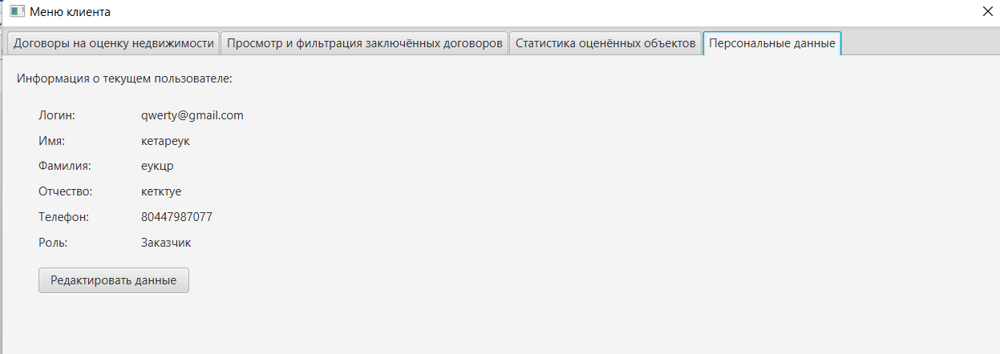 Меню клиента
Договоры на оценку недвижимости Просмотр и фильтрация заключённых договоров Статистика оценённых объектов Персональные данные
Информация о текущем пользователе:
Логин: qwerty@gmail.com
Имя: кетареук
Фамилия: еукцр
Отчество: кетктуе
Телефон: 80447987077
Роль: Заказчик
Редактировать данные